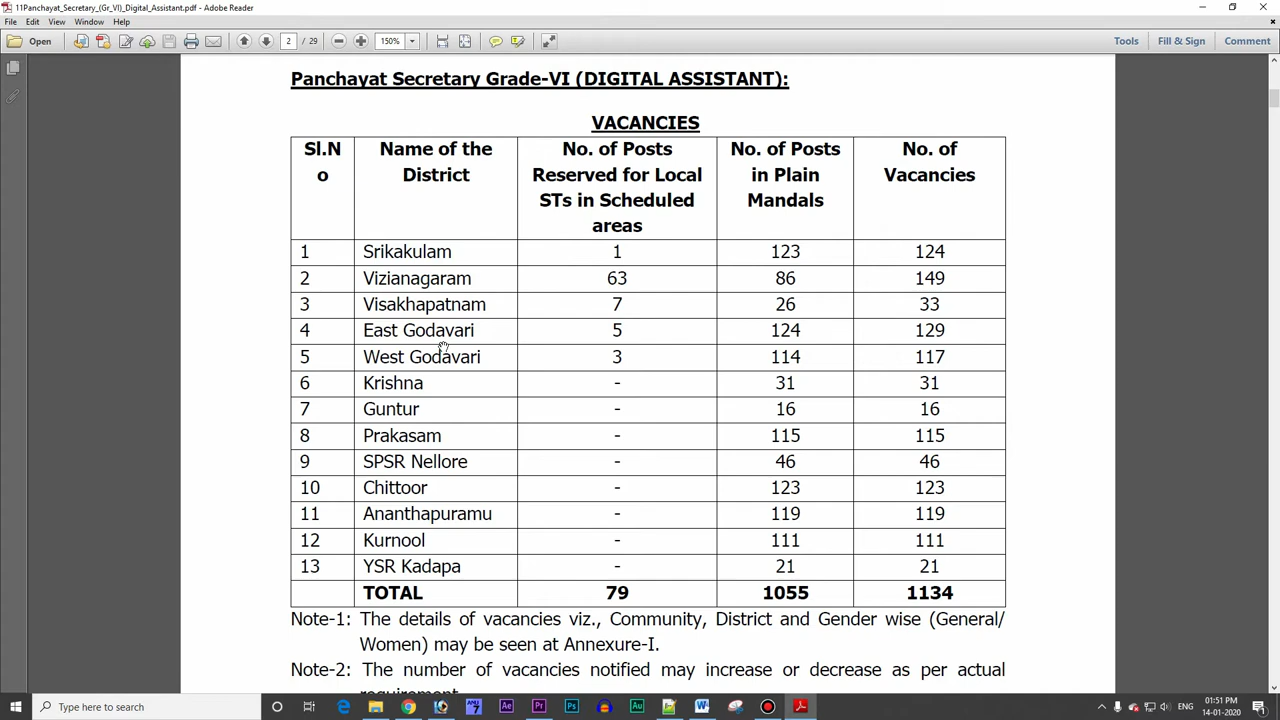 11Panchayat_Secretary_(Gr_VI)_Digital_Assistant.pdf - Adobe Reader
File Edit View Window Help
Open 2 / 29 150% Tools Fill & Sign Comment
Panchayat Secretary Grade-VI (DIGITAL ASSISTANT):
VACANCIES
Sl.N Name of the No. of Posts No. of Posts No. of
o District Reserved for Local in Plain Vacancies
STs in Scheduled Mandals
areas
1 Srikakulam 1 123 124
2 Vizianagaram 63 86 149
3 Visakhapatnam 7 26 33
4 East Godavari 5 124 129
5 West Godavari 3 114 117
6 Krishna - 31 31
7 Guntur - 16 16
8 Prakasam - 115 115
9 SPSR Nellore - 46 46
10 Chittoor - 123 123
11 Ananthapuramu - 119 119
12 Kurnool - 111 111
13 YSR Kadapa - 21 21
TOTAL 79 1055 1134
Note-1: The details of vacancies viz., Community, District and Gender wise (General/
Women) may be seen at Annexure-I.
Note-2: The number of vacancies notified may increase or decrease as per actual
requirement
Type here to search
Ae Pr Ps Au W
01:51 PM
14-01-2020